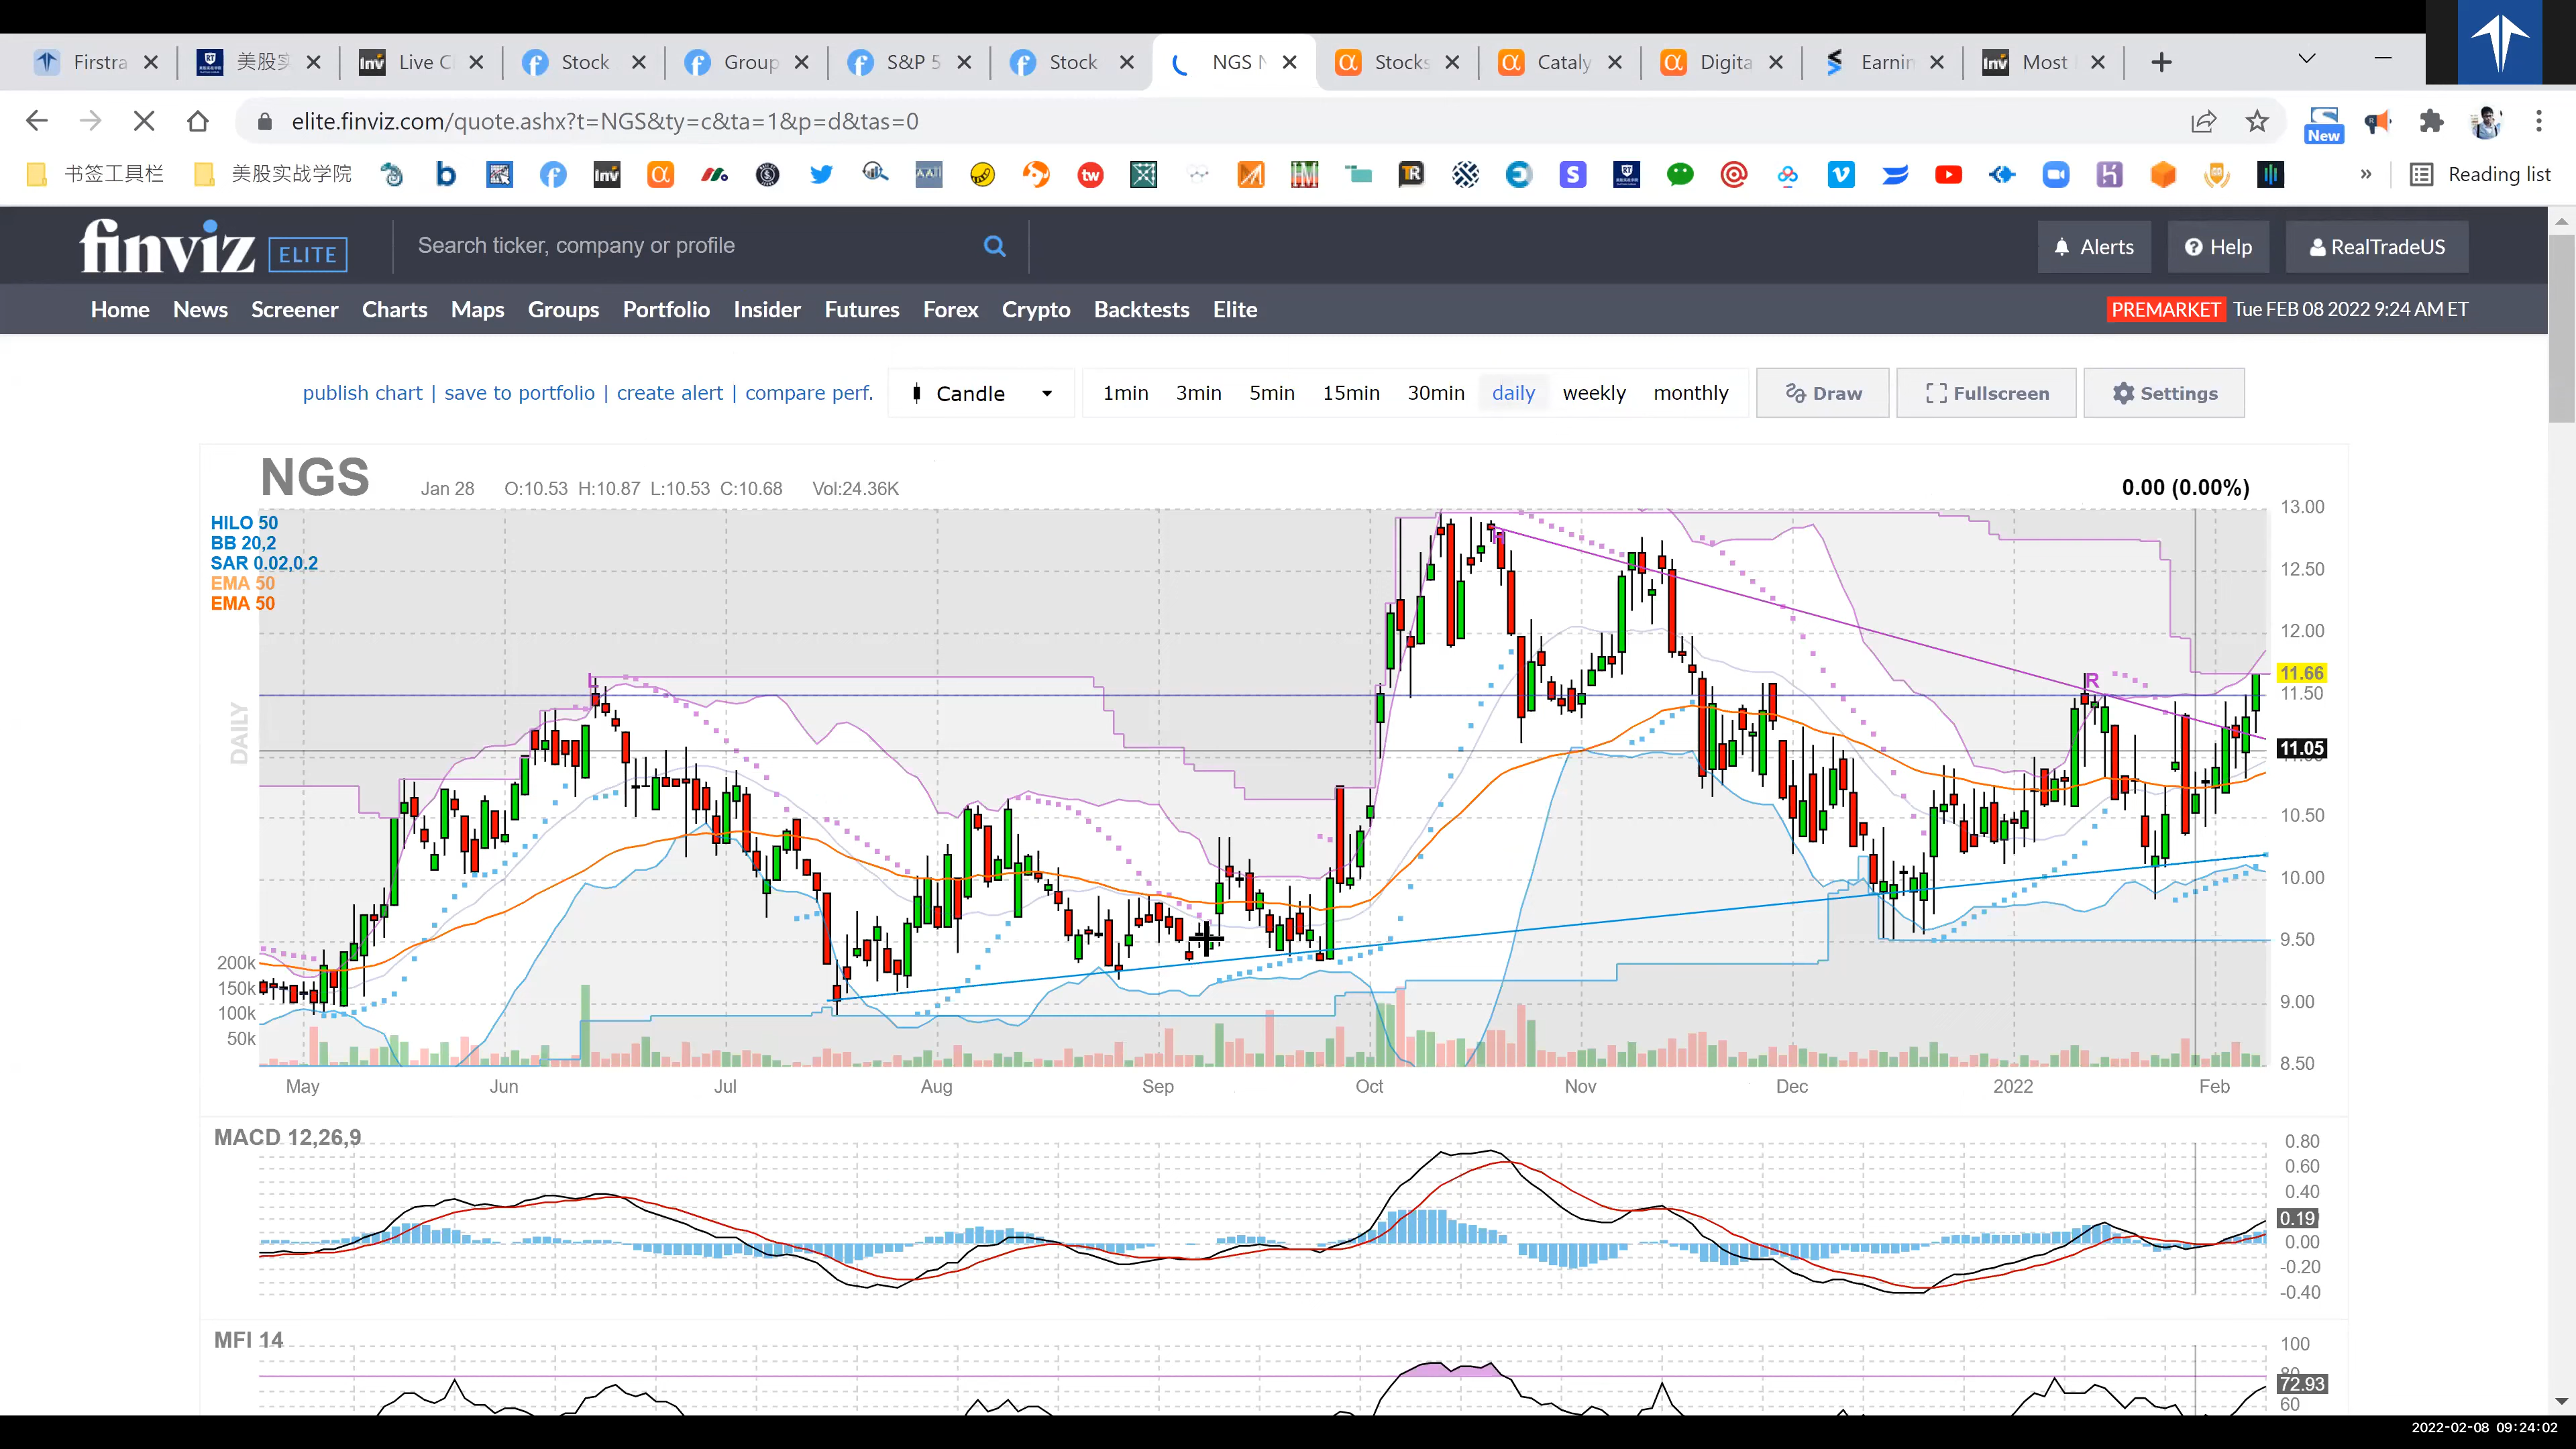 Firstra
美股实
Live C
Stock
Group
S&P 5
Stock
NGS N
Stocks
Cataly
Digita
Earnin
Most
elite.finviz.com/quote.ashx?t=NGS&ty=c&ta=1&p=d&tas=0
New
书签工具栏
美股实战学院
Reading list
finviz ELITE
Search ticker, company or profile
Alerts
Help
RealTradeUS
Home News Screener Charts Maps Groups Portfolio Insider Futures Forex Crypto Backtests Elite
PREMARKET Tue FEB 08 2022 9:24 AM ET
publish chart | save to portfolio | create alert | compare perf.
Candle
1min 3min 5min 15min 30min daily weekly monthly
Draw
Fullscreen
Settings
NGS
Jan 28 O:10.53 H:10.87 L:10.53 C:10.68 Vol:24.36K
0.00 (0.00%)
HILO 50
BB 20,2
SAR 0.02,0.2
EMA 50
EMA 50
DAILY
L
R
13.00
12.50
12.00
11.66
11.50
11.05
10.50
10.00
9.50
9.00
8.50
200k
150k
100k
50k
May Jun Jul Aug Sep Oct Nov Dec 2022 Feb
MACD 12,26,9
0.80
0.60
0.40
0.19
0.00
-0.20
-0.40
MFI 14
100
72.93
60
2022-02-08 09:24:02